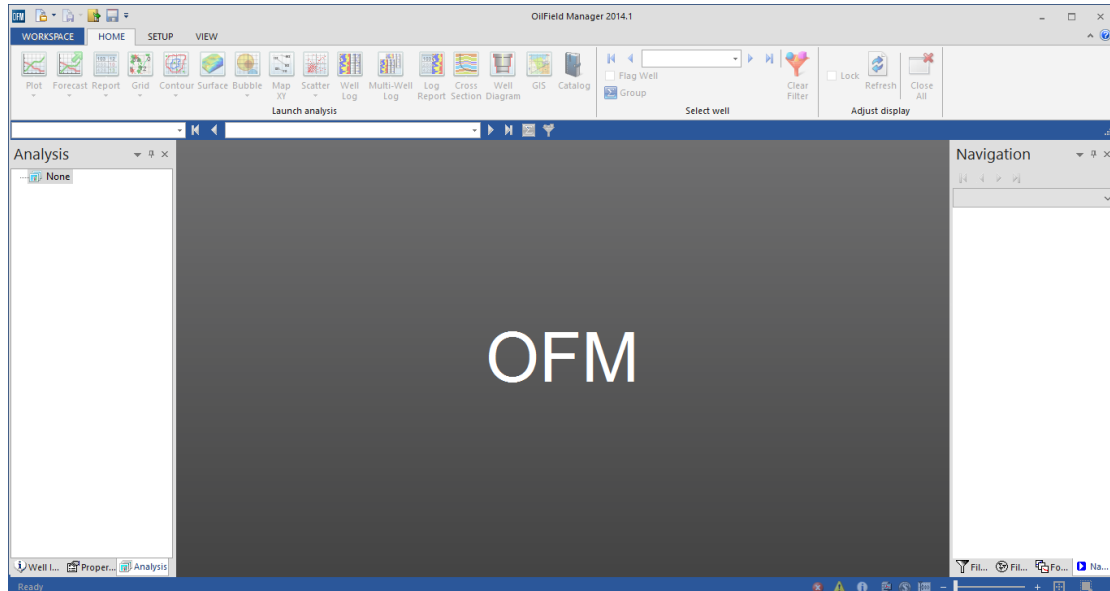 OFM
OilField Manager 2014.1
WORKSPACE HOME SETUP VIEW
Plot Forecast Report Grid Contour Surface Bubble Map XY Scatter Well Log Multi-Well Log Log Report Cross Section Well Diagram GIS Catalog
Flag Well
Group
Clear Filter
Lock
Refresh
Close All
Launch analysis
Select well
Adjust display
Analysis
None
Navigation
OFM
Well I... Proper... Analysis
Fil... Fil... Fo... Na...
Ready